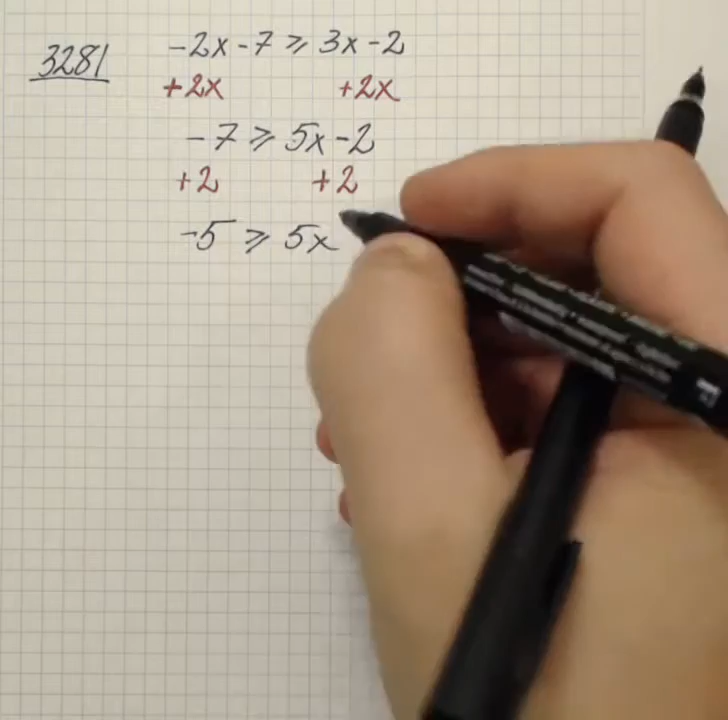 3281 -2x-7 ⩾ 3x-2
+2x +2x
-7 ⩾ 5x-2
+2 +2
-5 ⩾ 5x